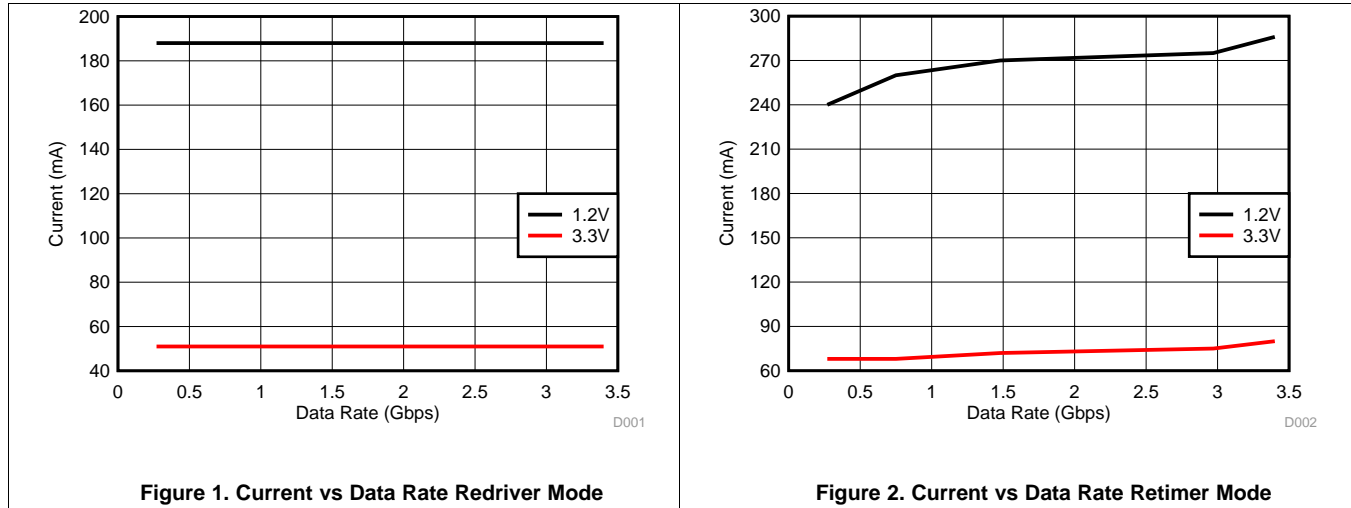 200
180
160
140
120
100
80
60
40
Current (mA)
1.2V
3.3V
0 0.5 1 1.5 2 2.5 3 3.5
Data Rate (Gbps)
D001
Figure 1. Current vs Data Rate Redriver Mode
300
270
240
210
180
150
120
90
60
Current (mA)
1.2V
3.3V
0 0.5 1 1.5 2 2.5 3 3.5
Data Rate (Gbps)
D002
Figure 2. Current vs Data Rate Retimer Mode